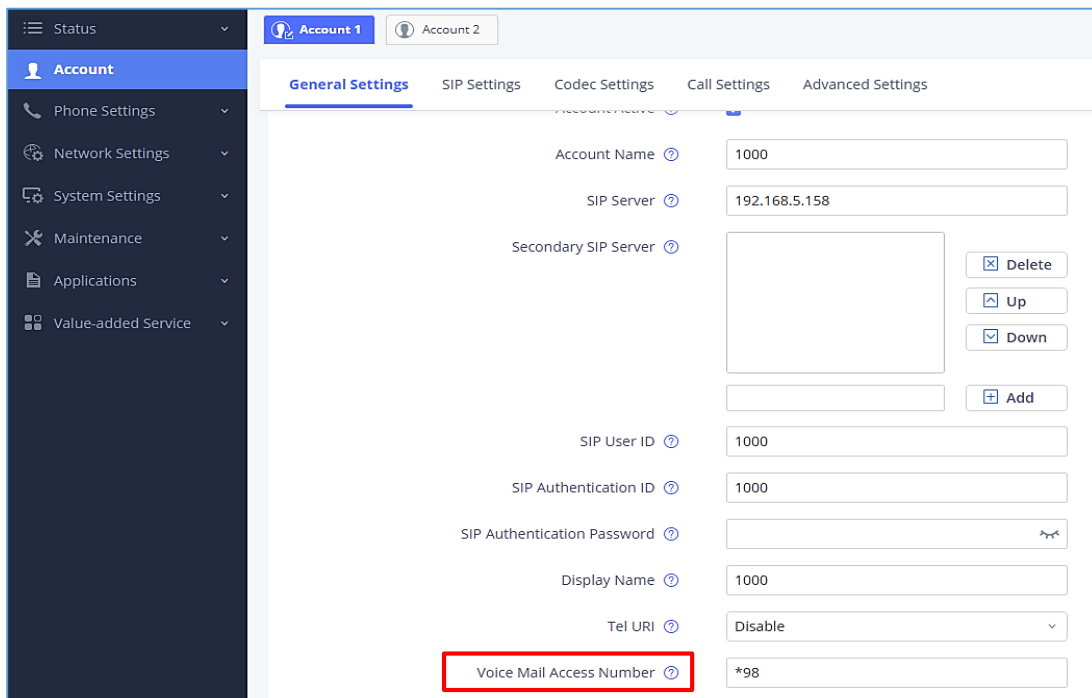 Status
Account
Phone Settings
Network Settings
System Settings
Maintenance
Applications
Value-added Service
Account 1
Account 2
General Settings
SIP Settings
Codec Settings
Call Settings
Advanced Settings
Account Active
Account Name
1000
SIP Server
192.168.5.158
Secondary SIP Server
Delete
Up
Down
Add
SIP User ID
1000
SIP Authentication ID
1000
SIP Authentication Password
Display Name
1000
Tel URI
Disable
Voice Mail Access Number
*98